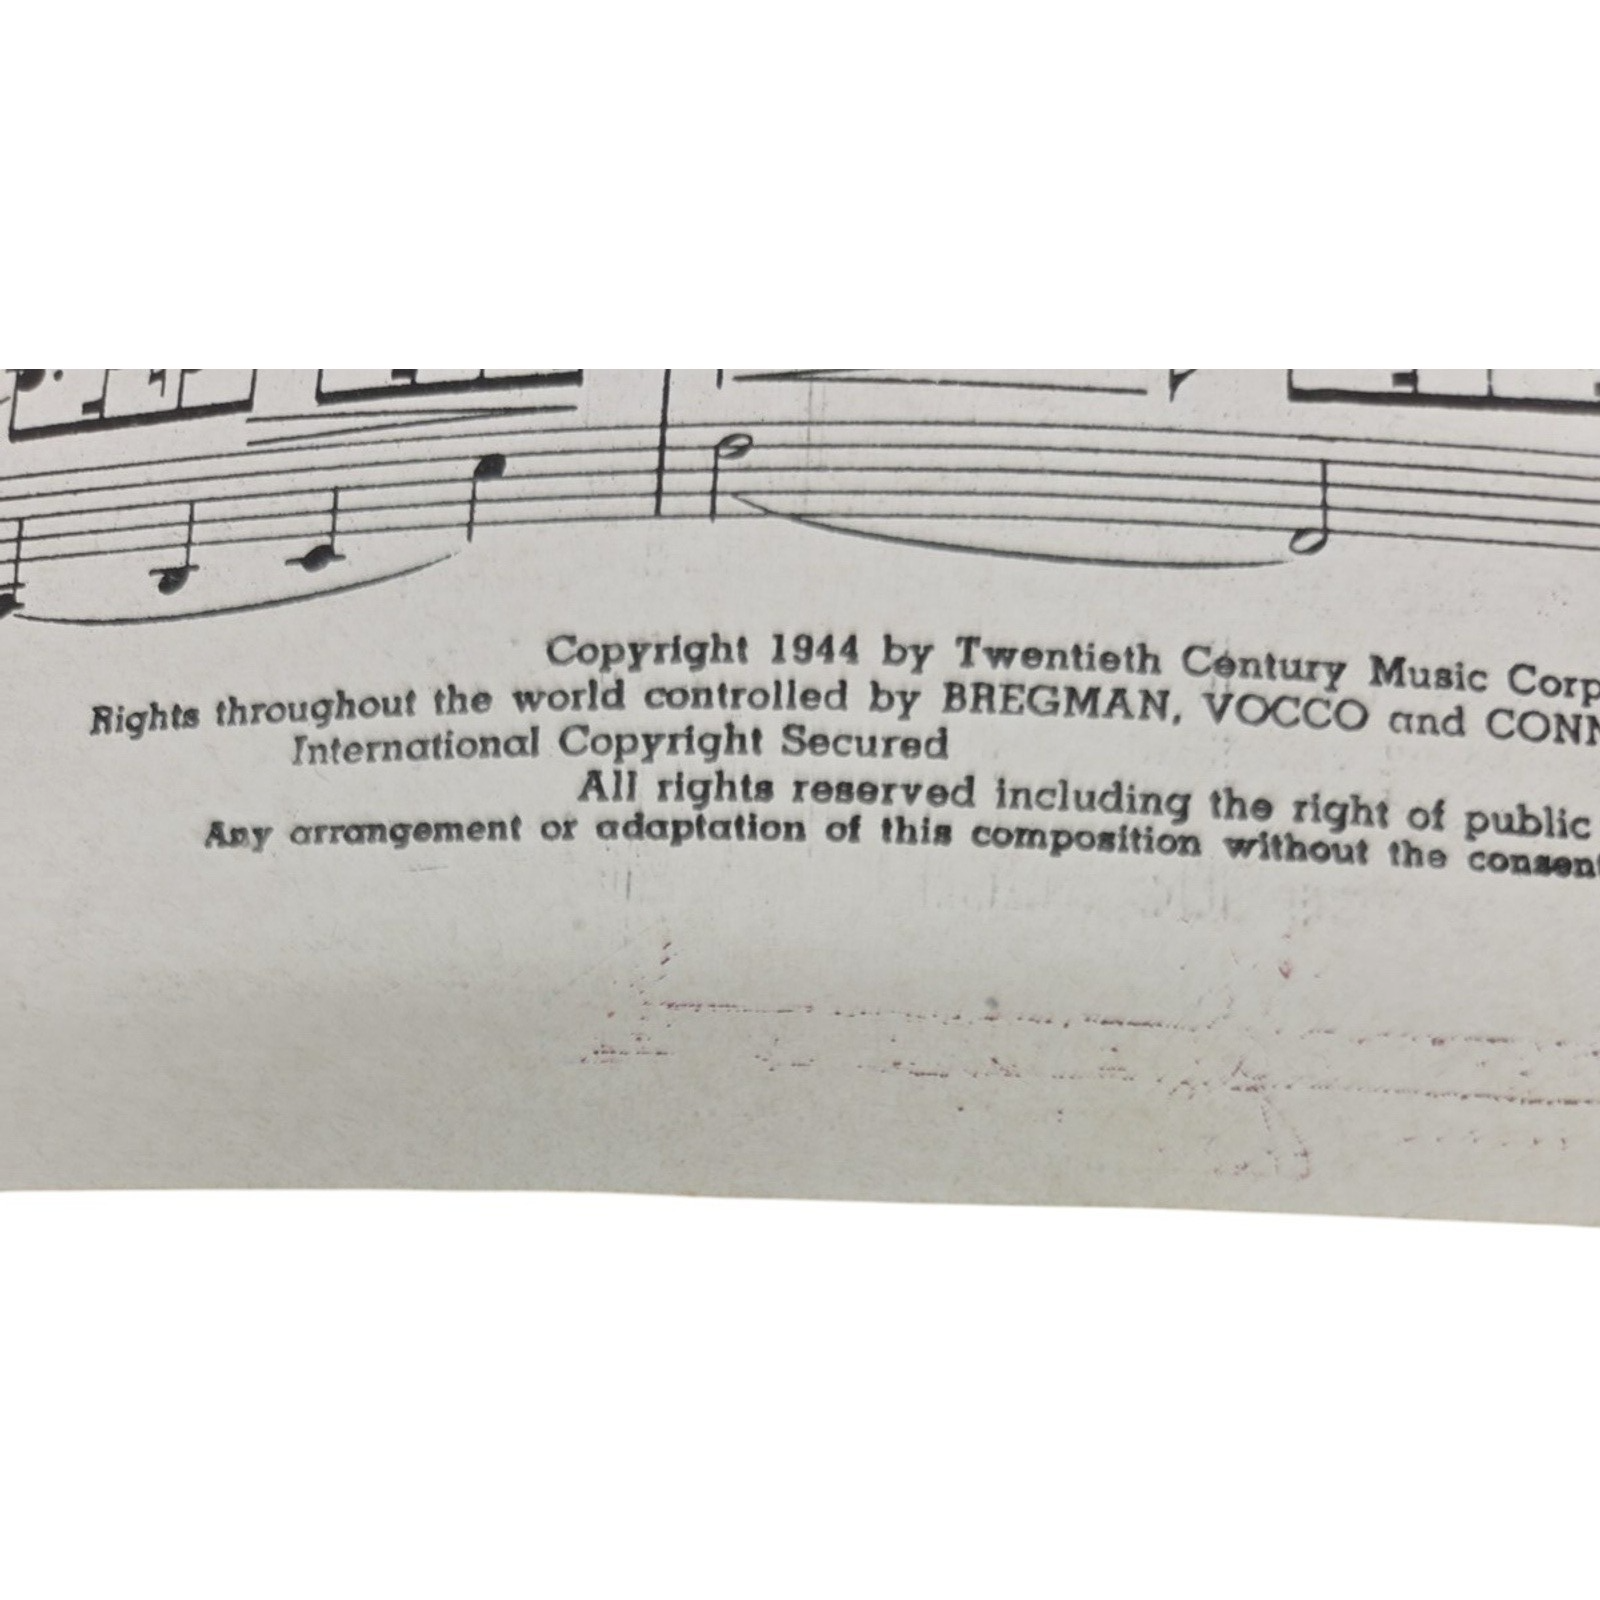 Copyright 1944 by Twentieth Century Music Corp
Rights throughout the world controlled by BREGMAN, VOCCO and CONN
International Copyright Secured
All rights reserved including the right of public
Any arrangement or adaptation of this composition without the consent